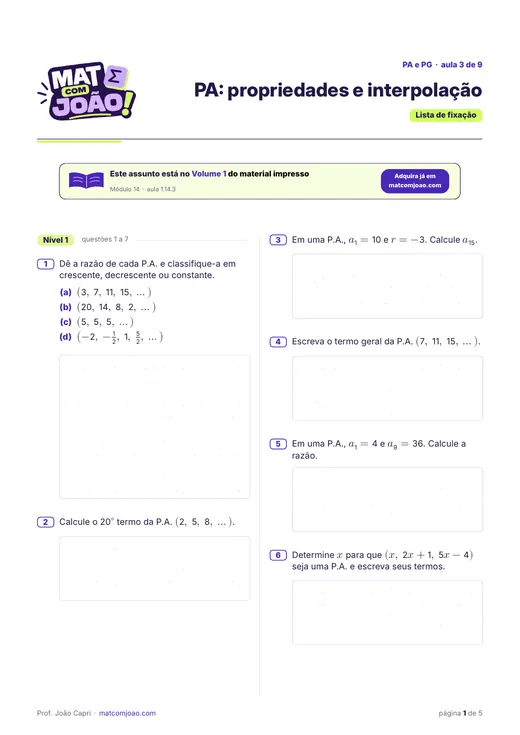 MAT
COM
JOÃO!
PA e PG · aula 3 de 9
PA: propriedades e interpolação
Lista de fixação
Este assunto está no Volume 1 do material impresso
Módulo 14 · aula 1.14.3
Adquira já em
matcomjoao.com
Nível 1 questões 1 a 7
1 Dê a razão de cada P.A. e classifique-a em
crescente, decrescente ou constante.
(a) (3, 7, 11, 15, ... )
(b) (20, 14, 8, 2, ... )
(c) (5, 5, 5, ... )
(d) (−2, −1/2, 1, 5/2, ... )
2 Calcule o 20° termo da P.A. (2, 5, 8, ... ).
3 Em uma P.A., a₁ = 10 e r = −3. Calcule a₁₅.
4 Escreva o termo geral da P.A. (7, 11, 15, ... ).
5 Em uma P.A., a₁ = 4 e a₉ = 36. Calcule a
razão.
6 Determine x para que (x, 2x + 1, 5x − 4)
seja uma P.A. e escreva seus termos.
Prof. João Capri · matcomjoao.com
página 1 de 5